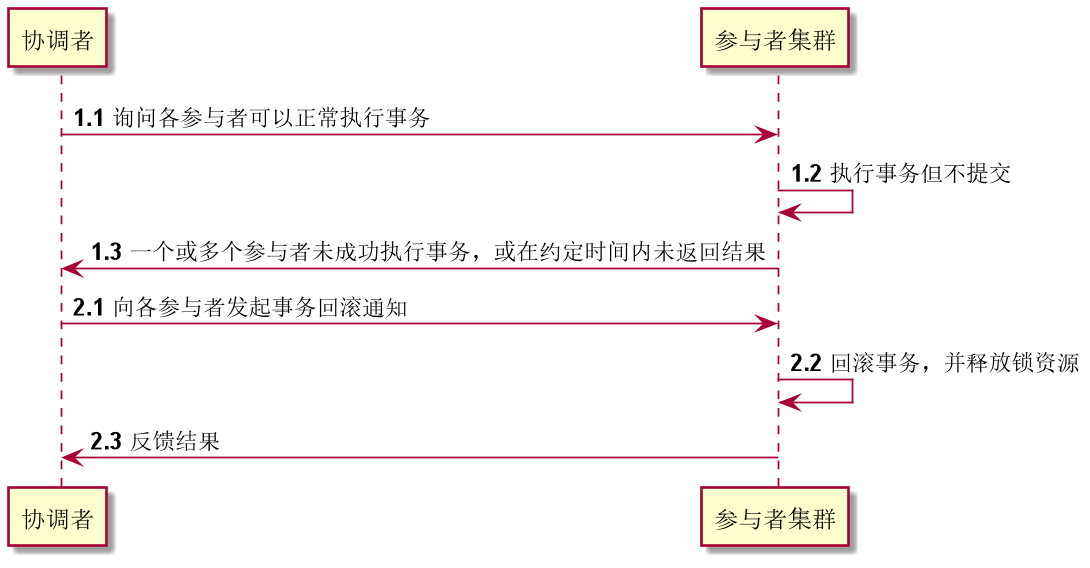 协调者 参与者集群
1.1 询问各参与者可以正常执行事务
1.2 执行事务但不提交
1.3 一个或多个参与者未成功执行事务，或在约定时间内未返回结果
2.1 向各参与者发起事务回滚通知
2.2 回滚事务，并释放锁资源
2.3 反馈结果
协调者 参与者集群